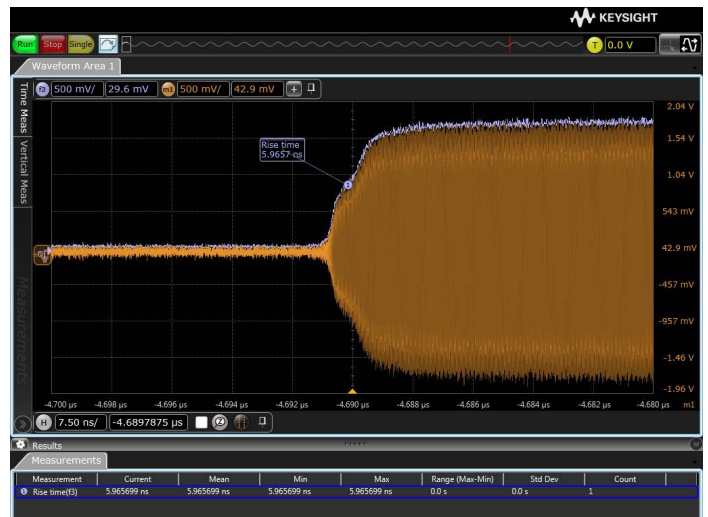 KEYSIGHT
Run Stop Single T 0.0 V
Waveform Area 1
f3 500 mV/ 29.6 mV m1 500 mV/ 42.9 mV +
Time Meas
Vertical Meas
Measurements
Rise time
5.9657 ns
1
2.04 V
1.54 V
1.04 V
543 mV
42.9 mV
-457 mV
-957 mV
-1.46 V
-1.96 V
-4.700 µs -4.698 µs -4.696 µs -4.694 µs -4.692 µs -4.690 µs -4.688 µs -4.686 µs -4.684 µs -4.682 µs -4.680 µs m1
H 7.50 ns/ -4.6897875 µs
Results
Measurements
Measurement Current Mean Min Max Range (Max-Min) Std Dev Count
1 Rise time(f3) 5.965699 ns 5.965699 ns 5.965699 ns 5.965699 ns 0.0 s 0.0 s 1